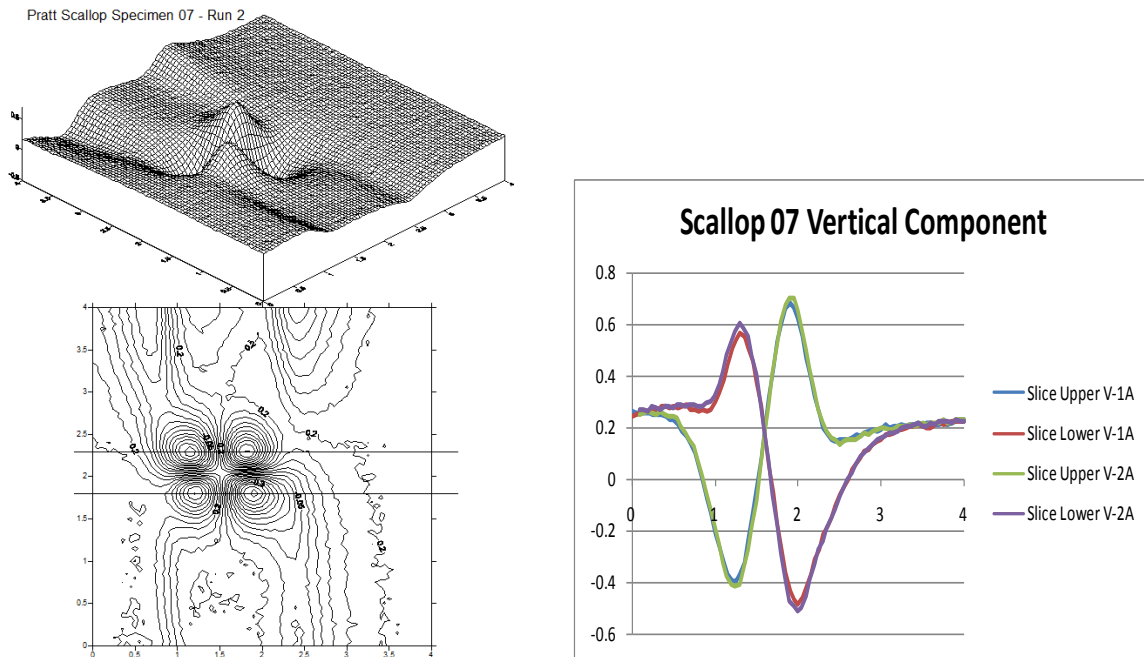 Pratt Scallop Specimen 07 - Run 2
4
3.5
3
2.5
2
1.5
1
0.5
0
0 0.5 1 1.5 2 2.5 3 3.5 4
0.2
0.2
0.2
0.2
0.2
0.2
Scallop 07 Vertical Component
0.8
0.6
0.4
0.2
0
-0.2
-0.4
-0.6
0 1 2 3 4
Slice Upper V-1A
Slice Lower V-1A
Slice Upper V-2A
Slice Lower V-2A